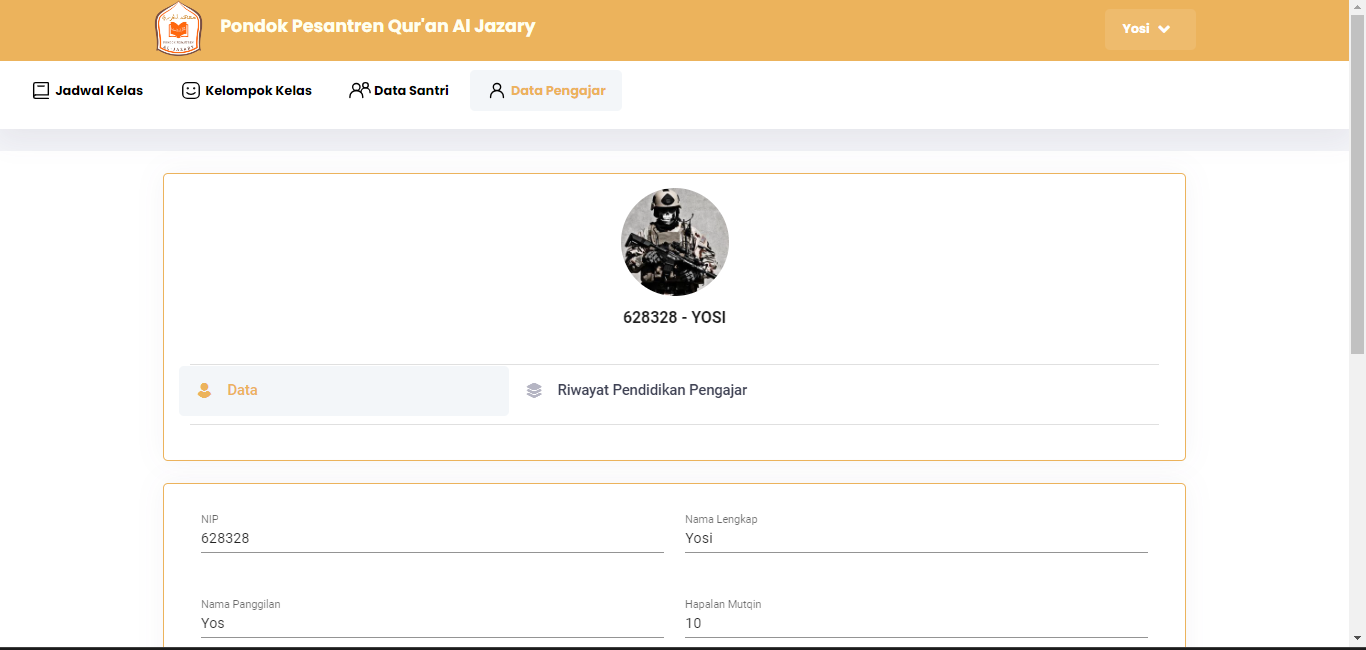 Pondok Pesantren Qur'an Al Jazary
Yosi
Jadwal Kelas
Kelompok Kelas
Data Santri
Data Pengajar
628328 - YOSI
Data
Riwayat Pendidikan Pengajar
NIP
628328
Nama Lengkap
Yosi
Nama Panggilan
Yos
Hapalan Mutqin
10